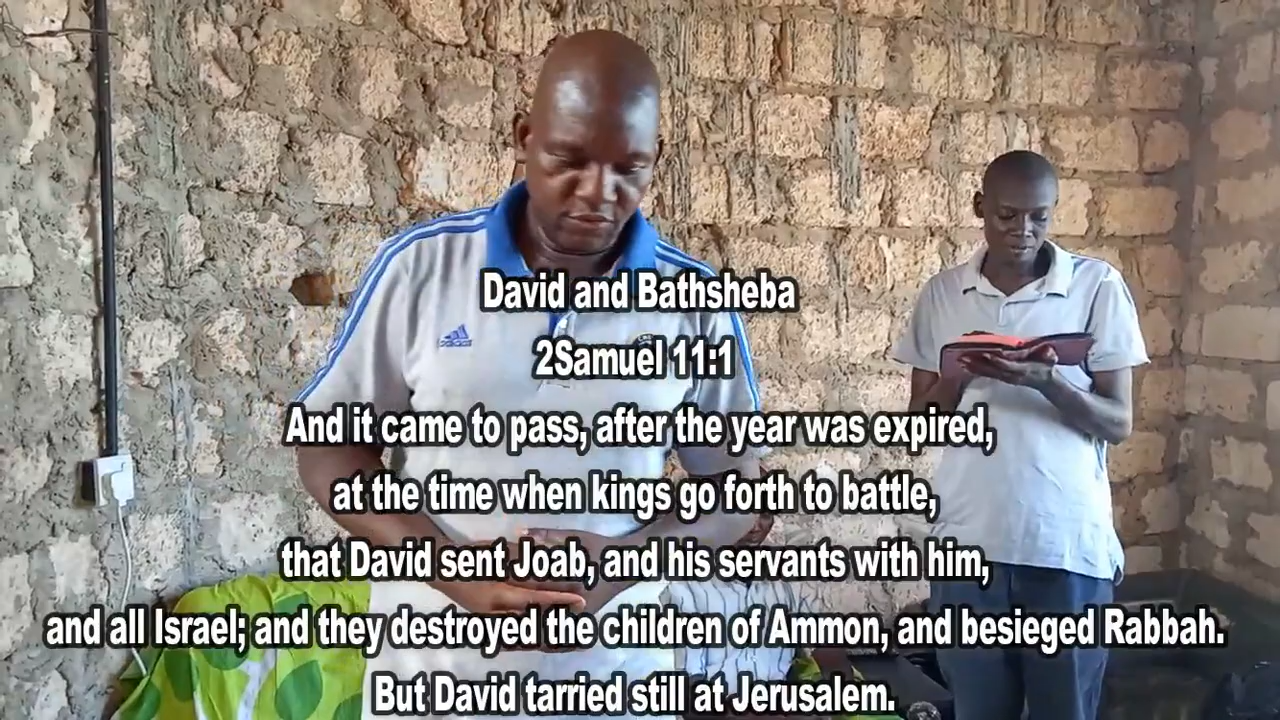 David and Bathsheba
adidas
2Samuel 11:1
And it came to pass, after the year was expired,
at the time when kings go forth to battle,
that David sent Joab, and his servants with him,
and all Israel; and they destroyed the children of Ammon, and besieged Rabbah.
But David tarried still at Jerusalem.